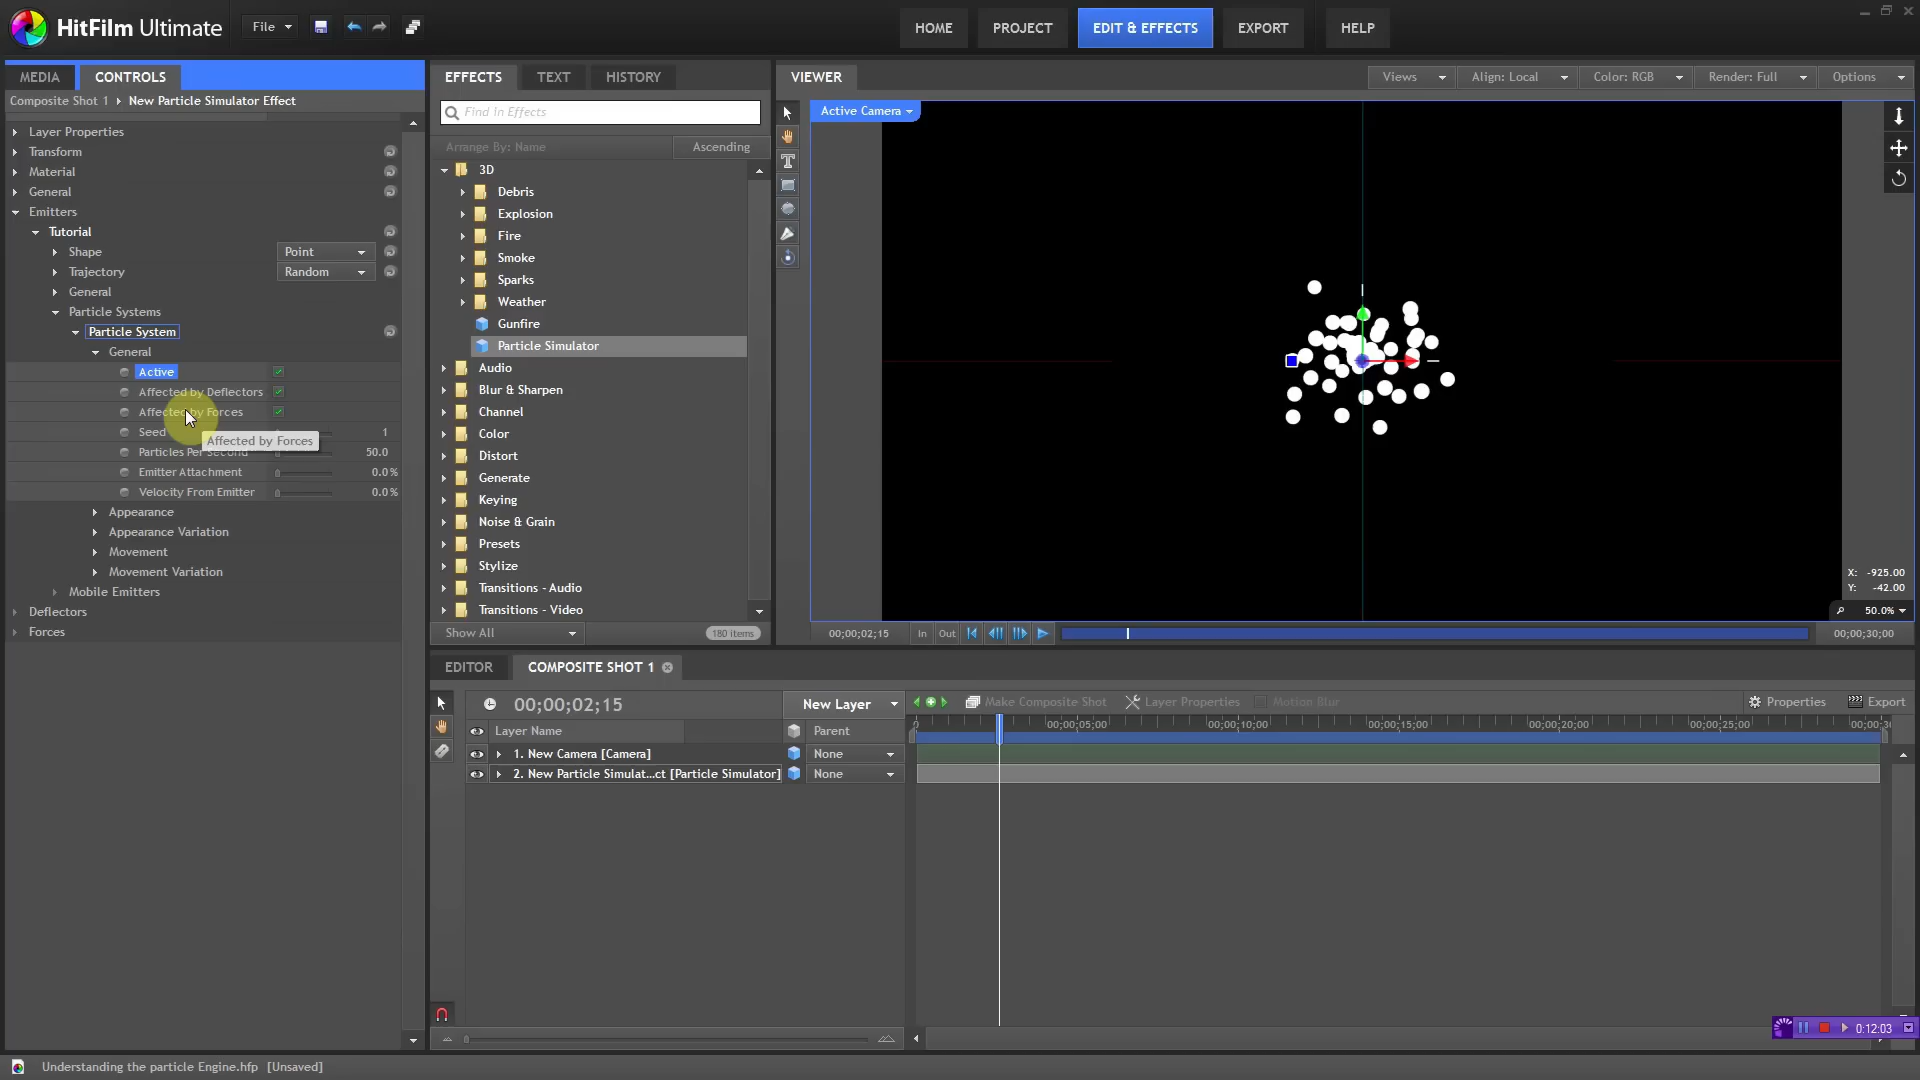 HitFilm Ultimate
File
HOME
PROJECT
EDIT & EFFECTS
EXPORT
HELP
MEDIA
CONTROLS
Composite Shot 1
New Particle Simulator Effect
Layer Properties
Transform
Material
General
Emitters
Tutorial
Shape
Point
Trajectory
Random
General
Particle Systems
Particle System
General
Active
Affected by Deflectors
Affected by Forces
Seed
1
Affected by Forces
Particles Per Second
50.0
Emitter Attachment
0.0%
Velocity From Emitter
0.0%
Appearance
Appearance Variation
Movement
Movement Variation
Mobile Emitters
Deflectors
Forces
EFFECTS
TEXT
HISTORY
Find in Effects
Arrange By: Name
Ascending
3D
Debris
Explosion
Fire
Smoke
Sparks
Weather
Gunfire
Particle Simulator
Audio
Blur & Sharpen
Channel
Color
Distort
Generate
Keying
Noise & Grain
Presets
Stylize
Transitions - Audio
Transitions - Video
Show All
180 items
VIEWER
Views
Align: Local
Color: RGB
Render: Full
Options
Active Camera
X: -925.00
Y: -42.00
50.0%
00;00;02;15
In
Out
00;00;30;00
EDITOR
COMPOSITE SHOT 1
00;00;02;15
New Layer
Make Composite Shot
Layer Properties
Motion Blur
Properties
Export
Layer Name
Parent
0
00;00;05;00
00;00;10;00
00;00;15;00
00;00;20;00
00;00;25;00
1. New Camera [Camera]
None
2. New Particle Simulat...ct [Particle Simulator]
None
0:12:03
Understanding the particle Engine.hfp [Unsaved]